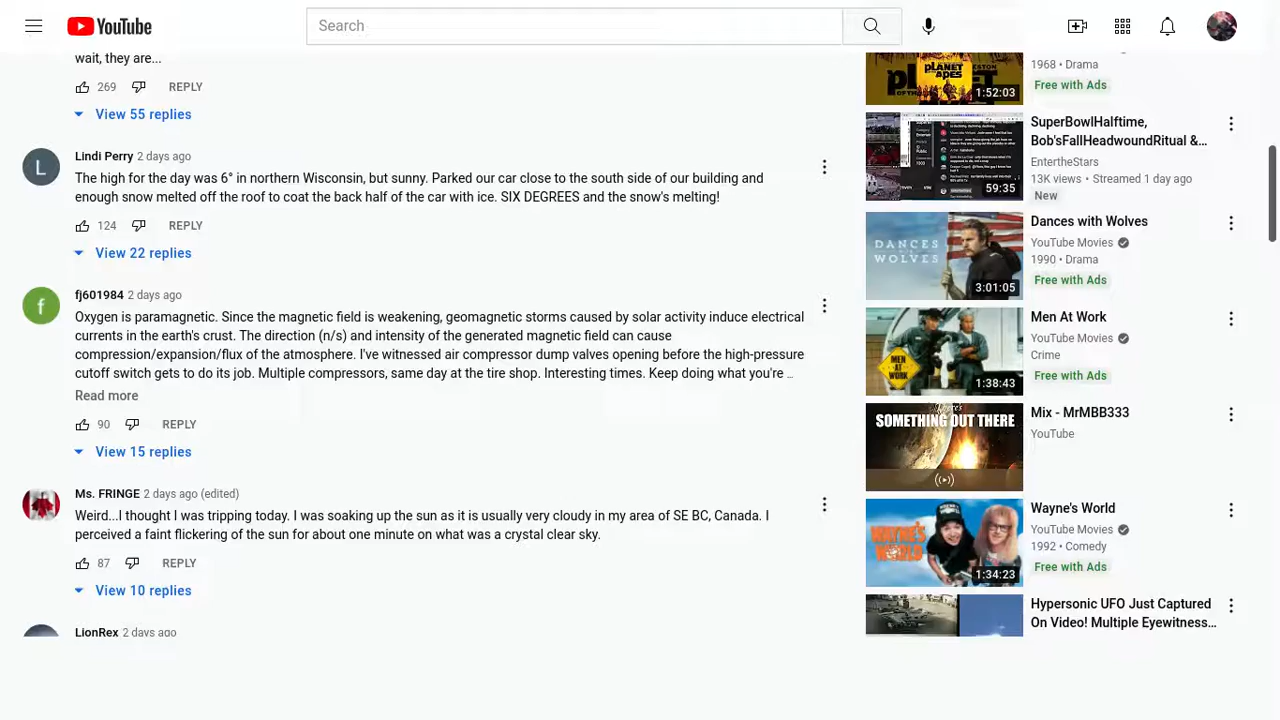 YouTube
Search
wait, they are...
269
REPLY
View 55 replies
L
Lindi Perry 2 days ago
The high for the day was 6° in Northern Wisconsin, but sunny. Parked our car close to the south side of our building and
enough snow melted off the roof to coat the back half of the car with ice. SIX DEGREES and the snow's melting!
124
REPLY
View 22 replies
f
fj601984 2 days ago
Oxygen is paramagnetic. Since the magnetic field is weakening, geomagnetic storms caused by solar activity induce electrical
currents in the earth's crust. The direction (n/s) and intensity of the generated magnetic field can cause
compression/expansion/flux of the atmosphere. I've witnessed air compressor dump valves opening before the high-pressure
cutoff switch gets to do its job. Multiple compressors, same day at the tire shop. Interesting times. Keep doing what you're ...
Read more
90
REPLY
View 15 replies
Ms. FRINGE 2 days ago (edited)
Weird...I thought I was tripping today. I was soaking up the sun as it is usually very cloudy in my area of SE BC, Canada. I
perceived a faint flickering of the sun for about one minute on what was a crystal clear sky.
87
REPLY
View 10 replies
LionRex 2 days ago
PLANET
APES
1:52:03
1968 • Drama
Free with Ads
59:35
SuperBowlHalftime,
Bob'sFallHeadwoundRitual &...
EntertheStars
13K views • Streamed 1 day ago
New
DANCES
WITH
WOLVES
3:01:05
Dances with Wolves
YouTube Movies
1990 • Drama
Free with Ads
MEN
AT
WORK
1:38:43
Men At Work
YouTube Movies
Crime
Free with Ads
There's
SOMETHING OUT THERE
Mix - MrMBB333
YouTube
WAYNE'S
WORLD
1:34:23
Wayne's World
YouTube Movies
1992 • Comedy
Free with Ads
Hypersonic UFO Just Captured
On Video! Multiple Eyewitness...